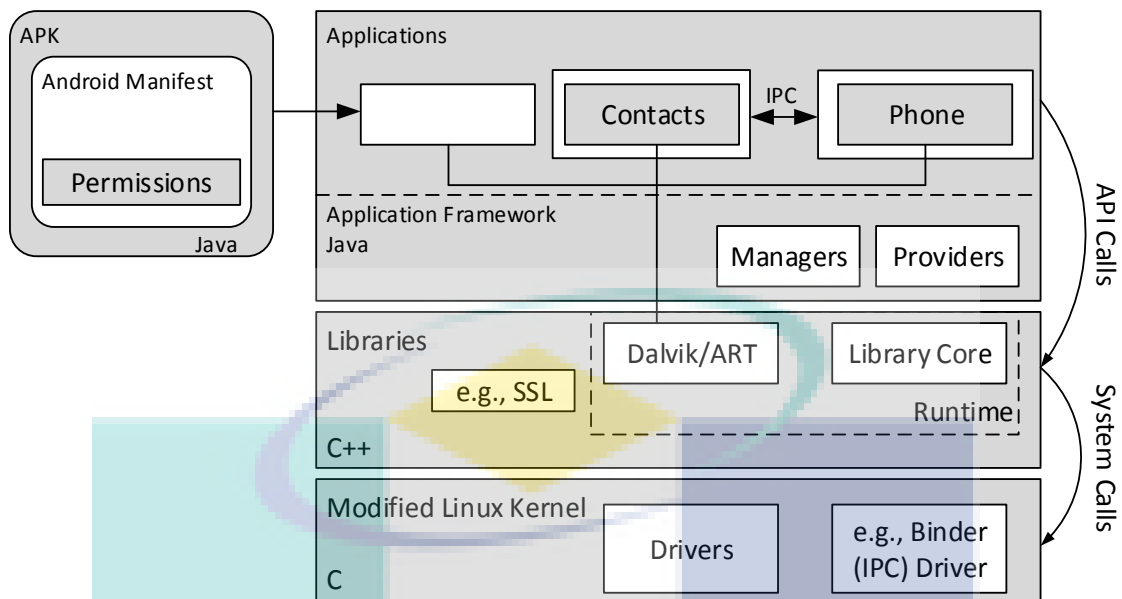 APK
Android Manifest
Permissions
Java
Applications
Contacts
IPC
Phone
Application Framework
Java
Managers
Providers
API Calls
Libraries
e.g., SSL
C++
Dalvik/ART
Library Core
Runtime
System Calls
Modified Linux Kernel
C
Drivers
e.g., Binder
(IPC) Driver